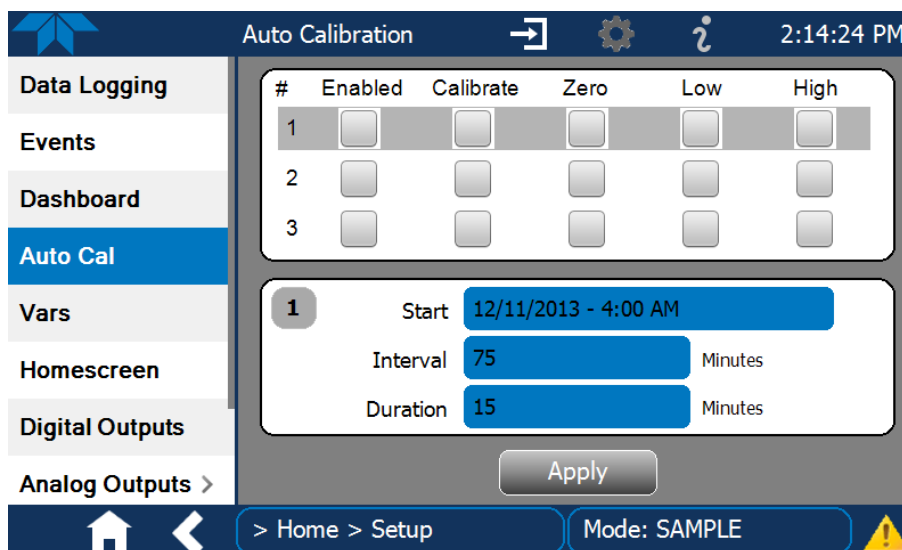 Auto Calibration 2:14:24 PM
Data Logging
Events
Dashboard
Auto Cal
Vars
Homescreen
Digital Outputs
Analog Outputs >
# Enabled Calibrate Zero Low High
1
2
3
1
Start 12/11/2013 - 4:00 AM
Interval 75 Minutes
Duration 15 Minutes
Apply
> Home > Setup Mode: SAMPLE